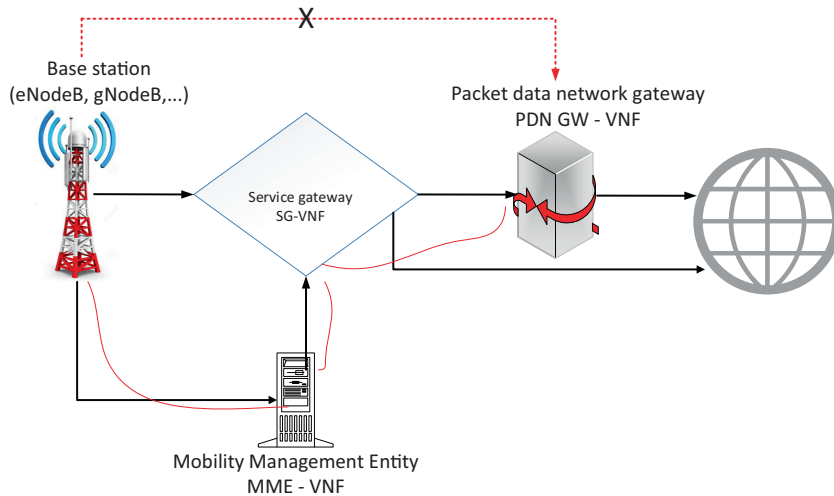 X
Base station
(eNodeB, gNodeB,...)
Packet data network gateway
PDN GW - VNF
Service gateway
SG-VNF
Mobility Management Entity
MME - VNF